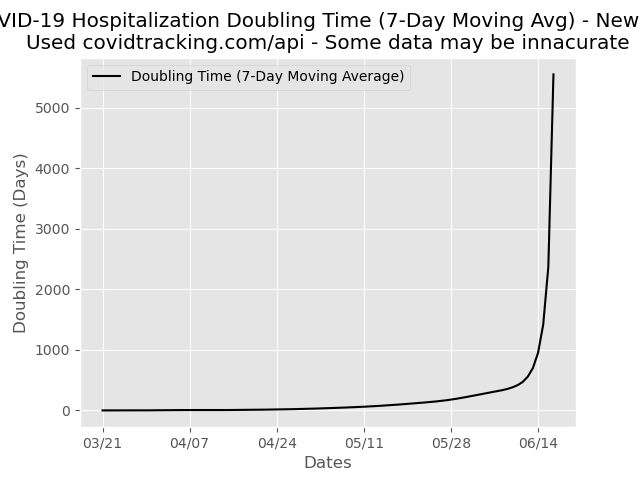 VID-19 Hospitalization Doubling Time (7-Day Moving Avg) - New
Used covidtracking.com/api - Some data may be innacurate
Doubling Time (7-Day Moving Average)
Doubling Time (Days)
5000
4000
3000
2000
1000
0
03/21 04/07 04/24 05/11 05/28 06/14
Dates